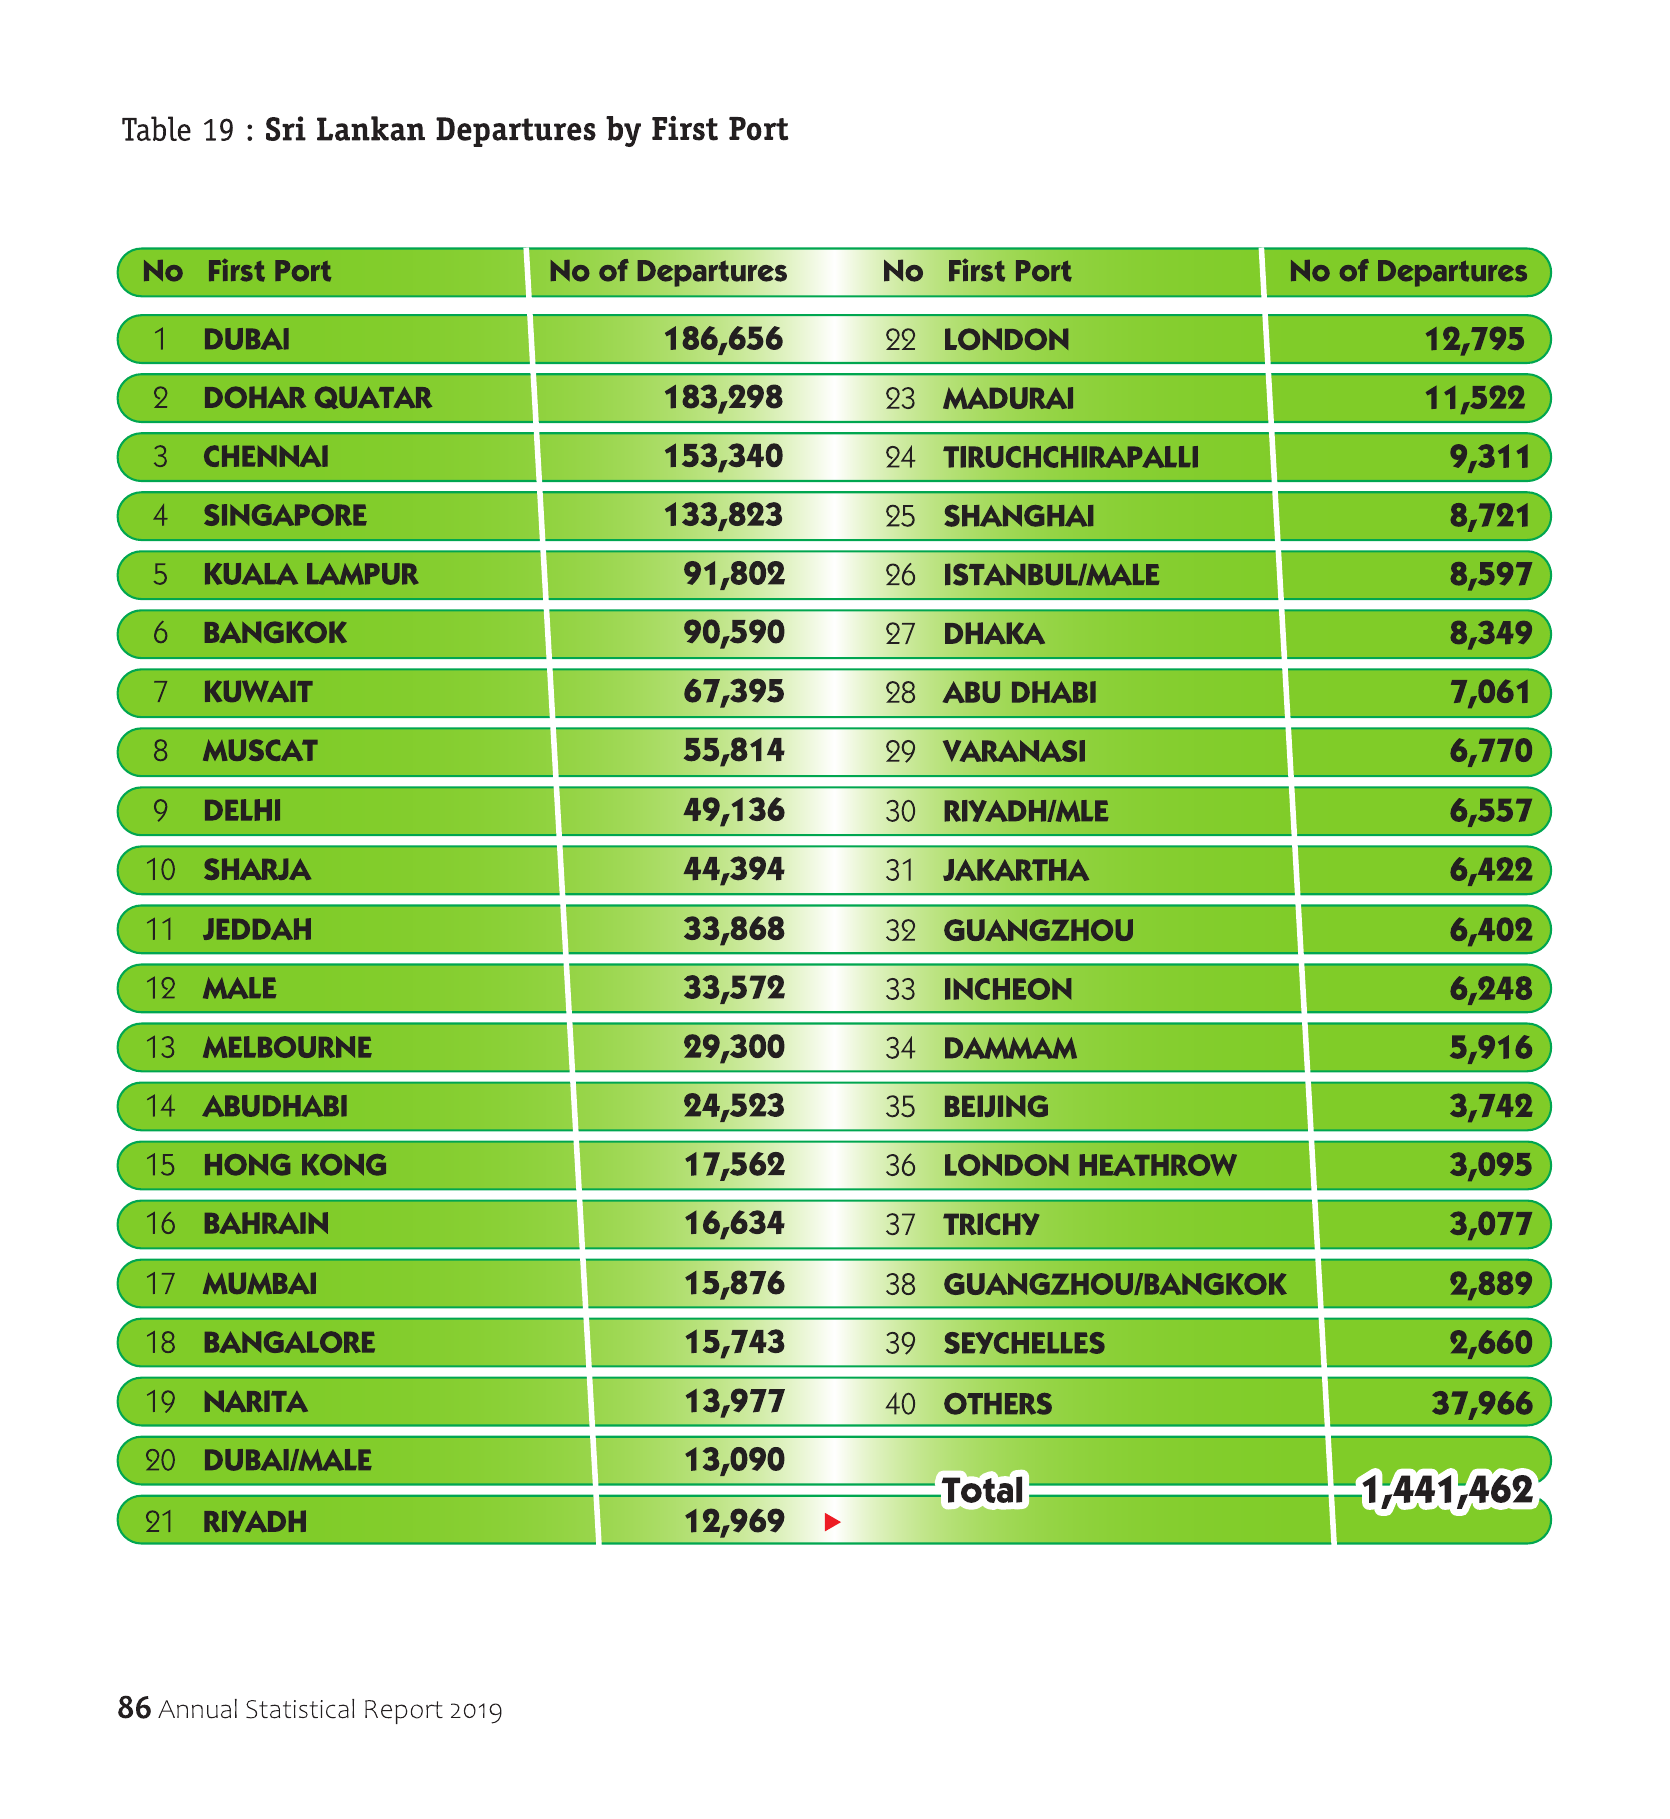 Table 19 : Sri Lankan Departures by First Port
No First Port No of Departures No First Port No of Departures
1 DUBAI 186,656 22 LONDON 12,795
2 DOHAR QUATAR 183,298 23 MADURAI 11,522
3 CHENNAI 153,340 24 TIRUCHCHIRAPALLI 9,311
4 SINGAPORE 133,823 25 SHANGHAI 8,721
5 KUALA LAMPUR 91,802 26 ISTANBUL/MALE 8,597
6 BANGKOK 90,590 27 DHAKA 8,349
7 KUWAIT 67,395 28 ABU DHABI 7,061
8 MUSCAT 55,814 29 VARANASI 6,770
9 DELHI 49,136 30 RIYADH/MLE 6,557
10 SHARJA 44,394 31 JAKARTHA 6,422
11 JEDDAH 33,868 32 GUANGZHOU 6,402
12 MALE 33,572 33 INCHEON 6,248
13 MELBOURNE 29,300 34 DAMMAM 5,916
14 ABUDHABI 24,523 35 BEIJING 3,742
15 HONG KONG 17,562 36 LONDON HEATHROW 3,095
16 BAHRAIN 16,634 37 TRICHY 3,077
17 MUMBAI 15,876 38 GUANGZHOU/BANGKOK 2,889
18 BANGALORE 15,743 39 SEYCHELLES 2,660
19 NARITA 13,977 40 OTHERS 37,966
20 DUBAI/MALE 13,090
Total 1,441,462
21 RIYADH 12,969
86 Annual Statistical Report 2019